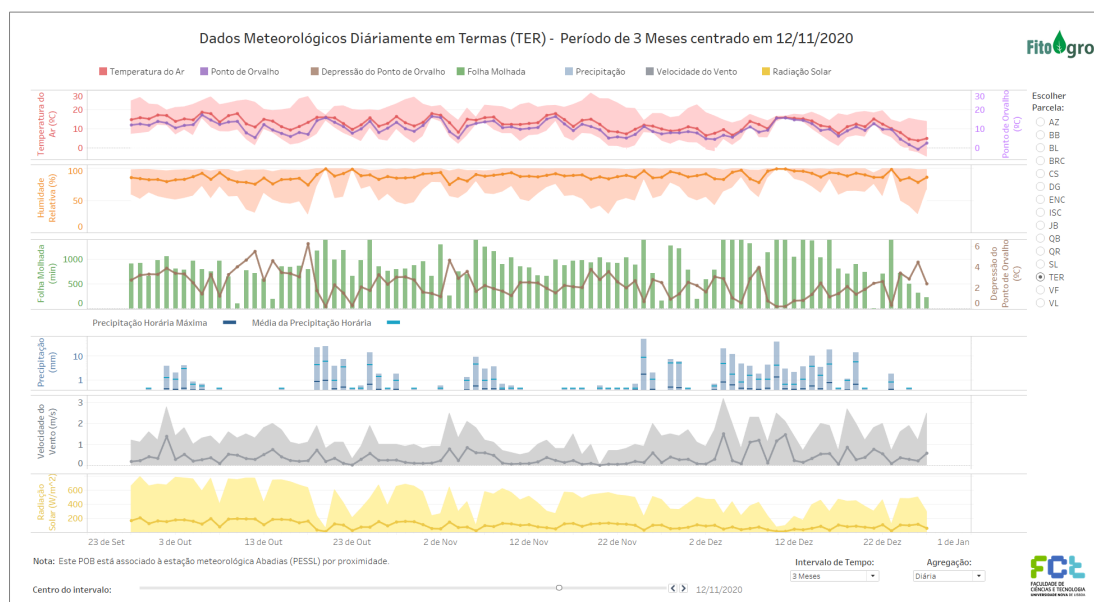 Dados Meteorológicos Diáriamente em Termas (TER) - Período de 3 Meses centrado em 12/11/2020
Fito gro
Temperatura do Ar
Ponto de Orvalho
Depressão do Ponto de Orvalho
Folha Molhada
Precipitação
Velocidade do Vento
Radiação Solar
Escolher
Parcela:
AZ
BB
BL
BRC
CS
DG
ENC
ISC
JB
QB
QR
SL
TER
VF
VL
Temperatura do
Ar (ºC)
30
20
10
0
30
20
10
0
Ponto de Orvalho
(ºC)
Humidade
Relativa (%)
100
50
0
Folha Molhada
(min)
1000
500
0
6
4
2
0
Depressão do
Ponto de Orvalho
(ºC)
Precipitação Horária Máxima
Média da Precipitação Horária
Precipitação
(mm)
10
1
Velocidade do
Vento (m/s)
3
2
1
0
Radiação
Solar (W/m^2)
600
400
200
23 de Set
3 de Out
13 de Out
23 de Out
2 de Nov
12 de Nov
22 de Nov
2 de Dez
12 de Dez
22 de Dez
1 de Jan
Nota: Este POB está associado à estação meteorológica Abadias (PESSL) por proximidade.
Intervalo de Tempo:
3 Meses
Agregação:
Diária
Centro do intervalo:
12/11/2020
FCT
FACULDADE DE
CIÊNCIAS E TECNOLOGIA
UNIVERSIDADE NOVA DE LISBOA